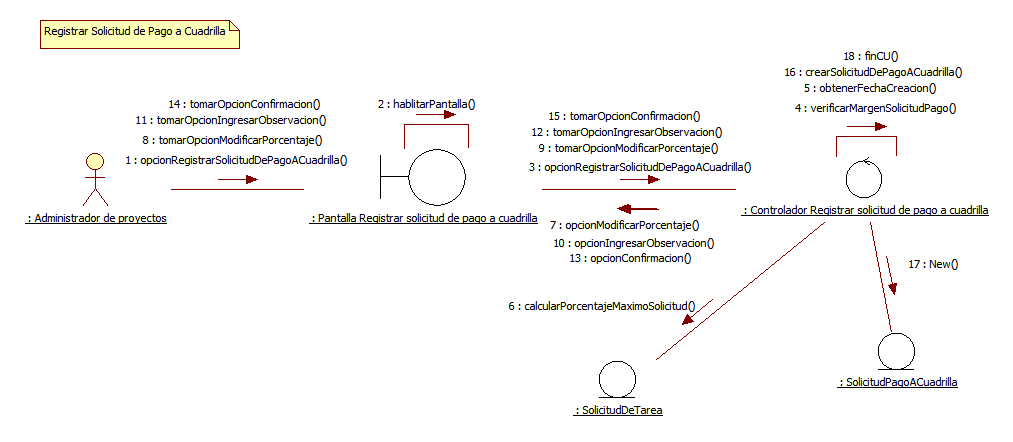 Registrar Solicitud de Pago a Cuadrilla
14 : tomarOpcionConfirmacion()
11 : tomarOpcionIngresarObservacion()
8 : tomarOpcionModificarPorcentaje()
1 : opcionRegistrarSolicitudDePagoACuadrilla()
: Administrador de proyectos
2 : hablitarPantalla()
: Pantalla Registrar solicitud de pago a cuadrilla
15 : tomarOpcionConfirmacion()
12 : tomarOpcionIngresarObservacion()
9 : tomarOpcionModificarPorcentaje()
3 : opcionRegistrarSolicitudDePagoACuadrilla()
7 : opcionModificarPorcentaje()
10 : opcionIngresarObservacion()
13 : opcionConfirmacion()
18 : finCU()
16 : crearSolicitudDePagoACuadrilla()
5 : obtenerFechaCreacion()
4 : verificarMargenSolicitudPago()
: Controlador Registrar solicitud de pago a cuadrilla
17 : New()
6 : calcularPorcentajeMaximoSolicitud()
: SolicitudPagoACuadrilla
: SolicitudDeTarea